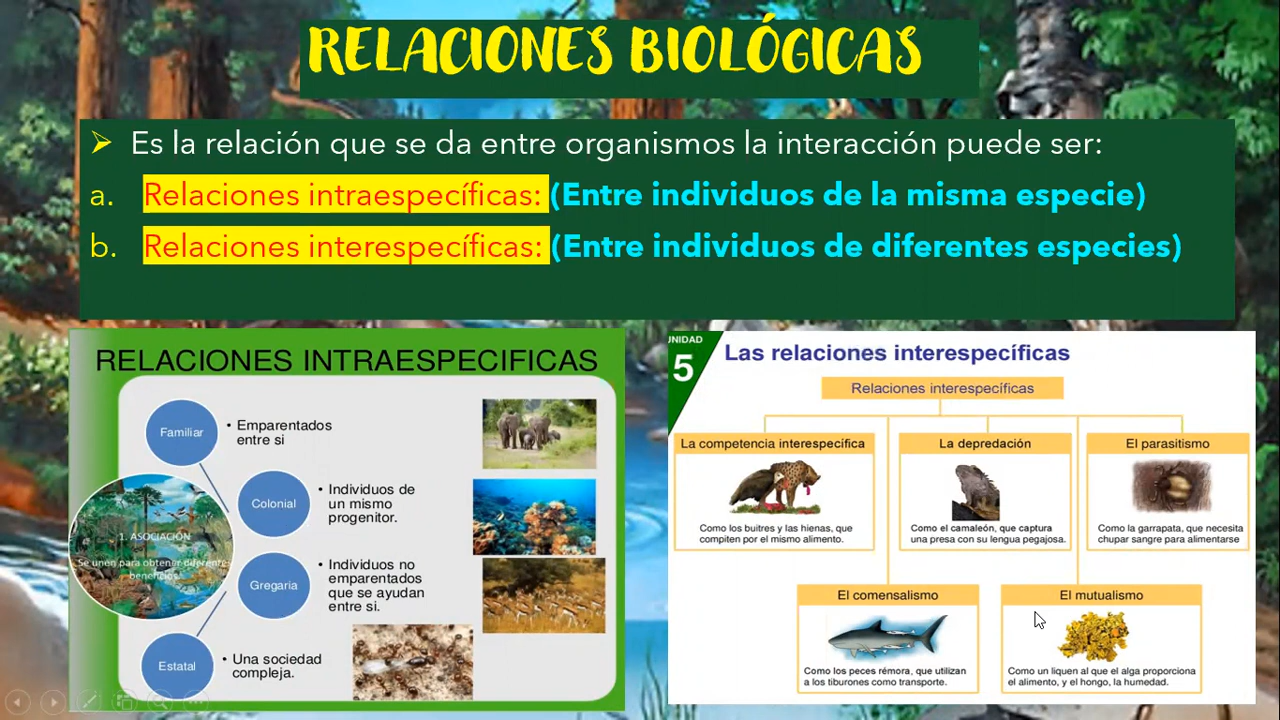 RELACIONES BIOLÓGICAS
Es la relación que se da entre organismos la interacción puede ser:
a. Relaciones intraespecíficas: (Entre individuos de la misma especie)
b. Relaciones interespecíficas: (Entre individuos de diferentes especies)
RELACIONES INTRAESPECIFICAS
Familiar
• Emparentados
entre si
Colonial
• Individuos de
un mismo
progenitor.
1. ASOCIACIÓN
Se unen para obtener diferentes
beneficios
Gregaria
• Individuos no
emparentados
que se ayudan
entre si.
Estatal
• Una sociedad
compleja.
UNIDAD
5
Las relaciones interespecíficas
Relaciones interespecíficas
La competencia interespecífica
Como los buitres y las hienas, que
compiten por el mismo alimento.
La depredación
Como el camaleón, que captura
una presa con su lengua pegajosa.
El parasitismo
Como la garrapata, que necesita
chupar sangre para alimentarse
El comensalismo
Como los peces rémora, que utilizan
a los tiburones como transporte.
El mutualismo
Como un liquen al que el alga proporciona
el alimento, y el hongo, la humedad.